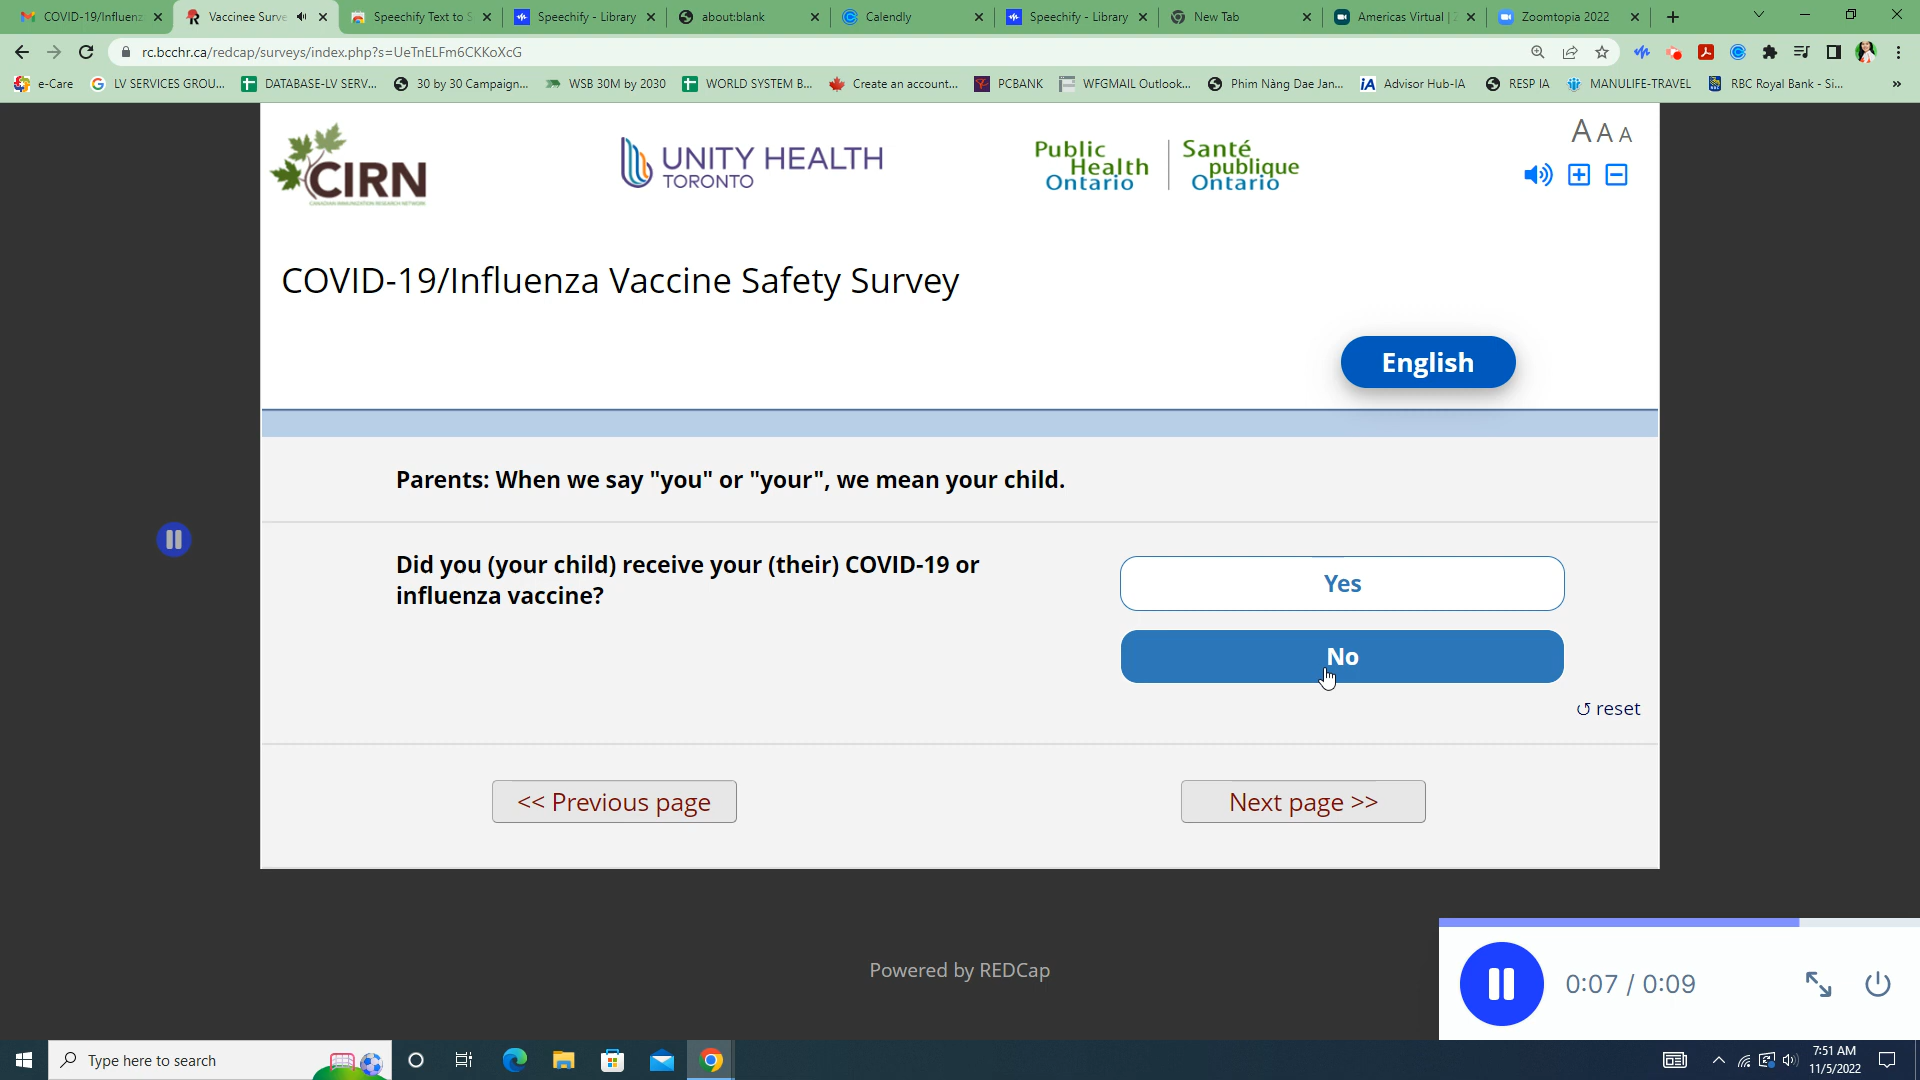 COVID-19/Influenz
Vaccinee Surve
Speechify Text to S
Speechify - Library
about:blank
Calendly
Speechify - Library
New Tab
Americas Virtual | Z
Zoomtopia 2022
rc.bcchr.ca/redcap/surveys/index.php?s=UeTnELFm6CKKoXcG
e-Care
LV SERVICES GROU...
DATABASE-LV SERV...
30 by 30 Campaign...
WSB 30M by 2030
WORLD SYSTEM B...
Create an account...
PCBANK
WFGMAIL Outlook...
Phim Nàng Dae Jan...
Advisor Hub-IA
RESP IA
MANULIFE-TRAVEL
RBC Royal Bank - Si...
CIRN
CANADIAN IMMUNIZATION RESEARCH NETWORK
UNITY HEALTH
TORONTO
Public
Health
Ontario
Santé
publique
Ontario
A A A
COVID-19/Influenza Vaccine Safety Survey
English
Parents: When we say "you" or "your", we mean your child.
Did you (your child) receive your (their) COVID-19 or
influenza vaccine?
Yes
No
reset
<< Previous page
Next page >>
Powered by REDCap
0:07 / 0:09
Type here to search
7:51 AM
11/5/2022